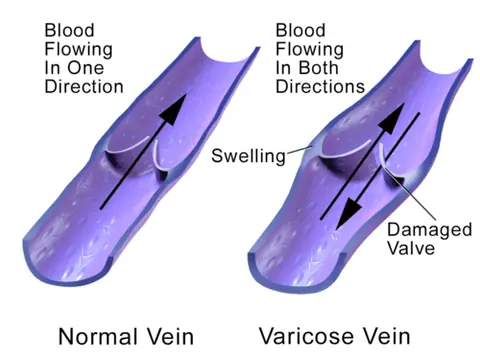 Blood
Flowing
In One
Direction
Blood
Flowing
In Both
Directions
Swelling
Damaged
Valve
Normal Vein
Varicose Vein